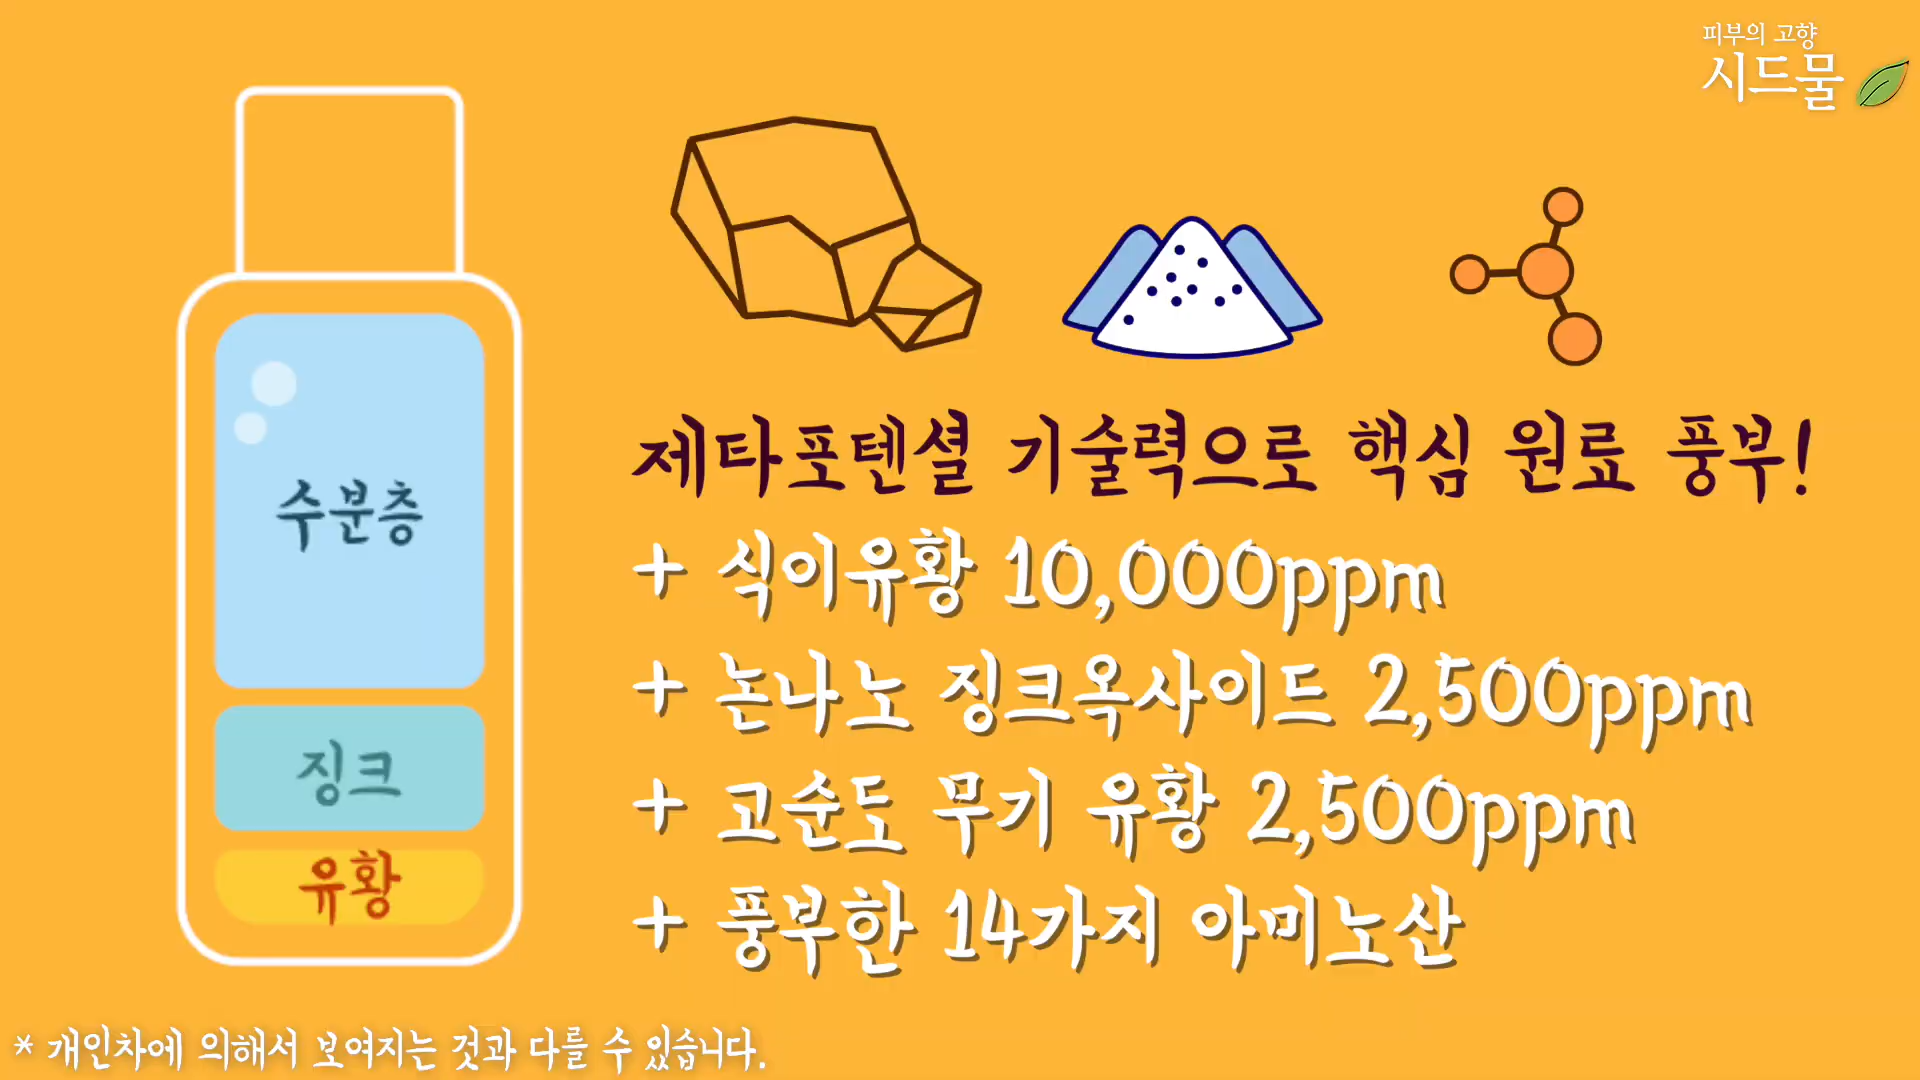 피부의 고향
시드물
수분층
징크
유황
제타포텐셜 기술력으로 핵심 원료 풍부!
+ 식이유황 10,000ppm
+ 논나노 징크옥사이드 2,500ppm
+ 고순도 무기 유황 2,500ppm
+ 풍부한 14가지 아미노산
* 개인차에 의해서 보여지는 것과 다를 수 있습니다.